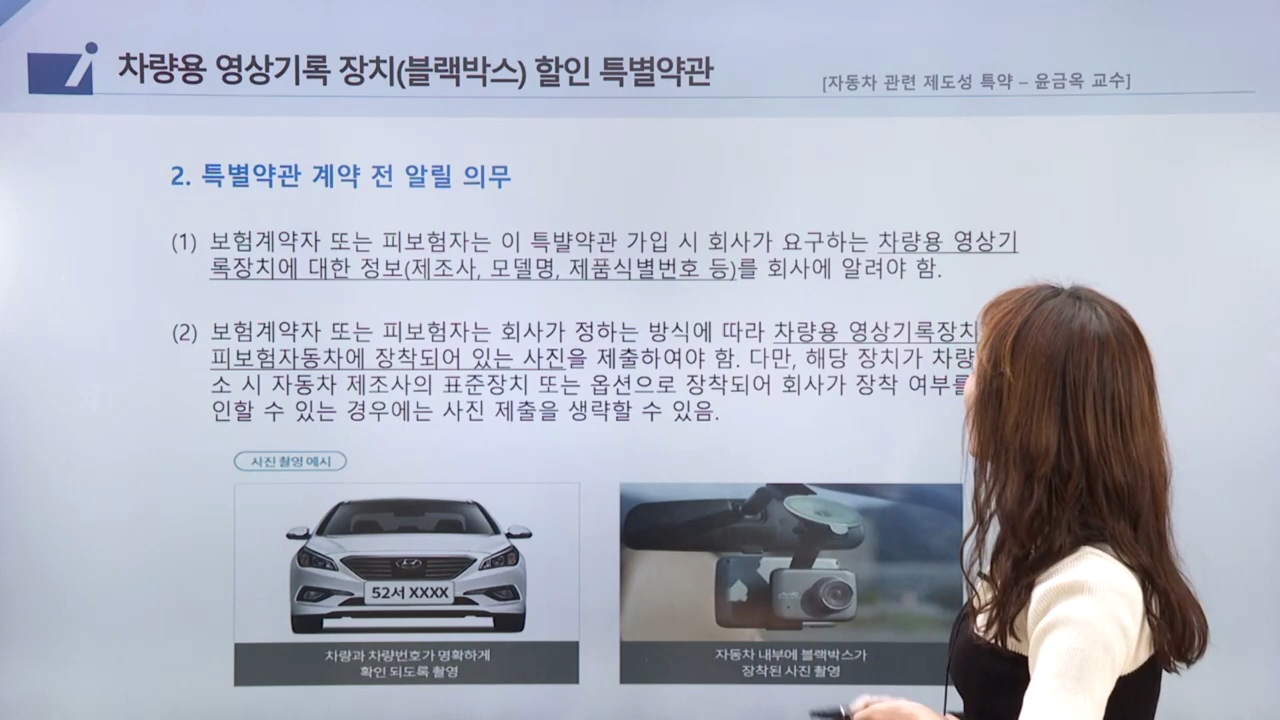 차량용 영상기록 장치(블랙박스) 할인 특별약관
[자동차 관련 제도성 특약 – 윤금옥 교수]
2. 특별약관 계약 전 알릴 의무
(1) 보험계약자 또는 피보험자는 이 특별약관 가입 시 회사가 요구하는 차량용 영상기
록장치에 대한 정보(제조사, 모델명, 제품식별번호 등)를 회사에 알려야 함.
(2) 보험계약자 또는 피보험자는 회사가 정하는 방식에 따라 차량용 영상기록장치
피보험자동차에 장착되어 있는 사진을 제출하여야 함. 다만, 해당 장치가 차량
소 시 자동차 제조사의 표준장치 또는 옵션으로 장착되어 회사가 장착 여부를
인할 수 있는 경우에는 사진 제출을 생략할 수 있음.
사진 촬영 예시
52서 XXXX
차량과 차량번호가 명확하게
확인 되도록 촬영
자동차 내부에 블랙박스가
장착된 사진 촬영